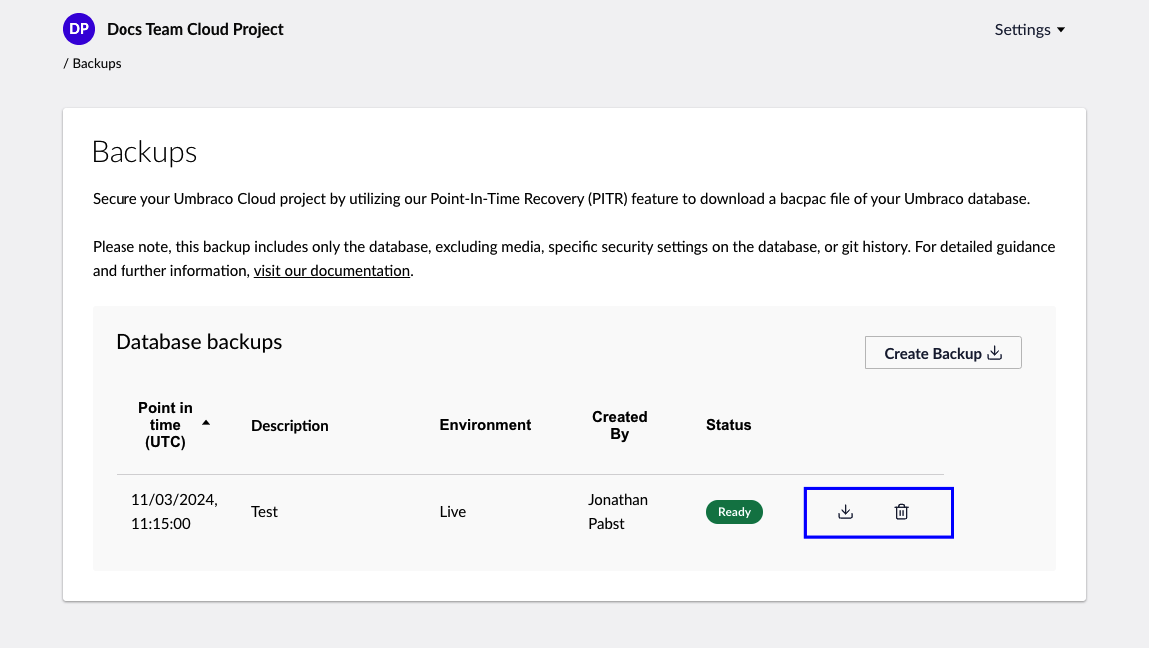 DP Docs Team Cloud Project
Settings
/ Backups
Backups
Secure your Umbraco Cloud project by utilizing our Point-In-Time Recovery (PITR) feature to download a bacpac file of your Umbraco database.
Please note, this backup includes only the database, excluding media, specific security settings on the database, or git history. For detailed guidance
and further information, visit our documentation.
Database backups
Create Backup
Point in
time
(UTC)
Description
Environment
Created
By
Status
11/03/2024,
11:15:00
Test
Live
Jonathan
Pabst
Ready